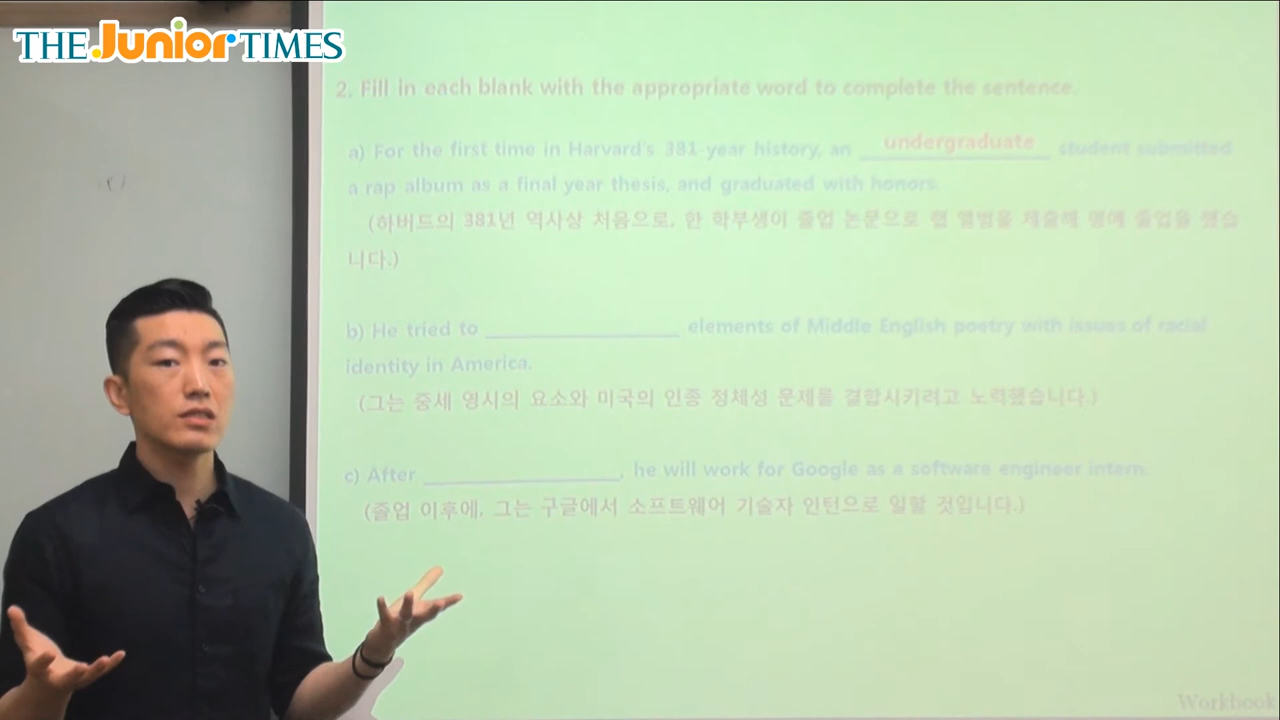 THE Junior TIMES
2. Fill in each blank with the appropriate word to complete the sentence.
a) For the first time in Harvard's 381-year history, an undergraduate student submitted
a rap album as a final year thesis, and graduated with honors.
(하버드의 381년 역사상 처음으로, 한 학부생이 졸업 논문으로 랩 앨범을 제출해 명예 졸업을 했습
니다.)
b) He tried to ____________ elements of Middle English poetry with issues of racial
identity in America.
(그는 중세 영시의 요소와 미국의 인종 정체성 문제를 결합시키려고 노력했습니다.)
c) After ____________, he will work for Google as a software engineer intern.
(졸업 이후에, 그는 구글에서 소프트웨어 기술자 인턴으로 일할 것입니다.)
Workbook